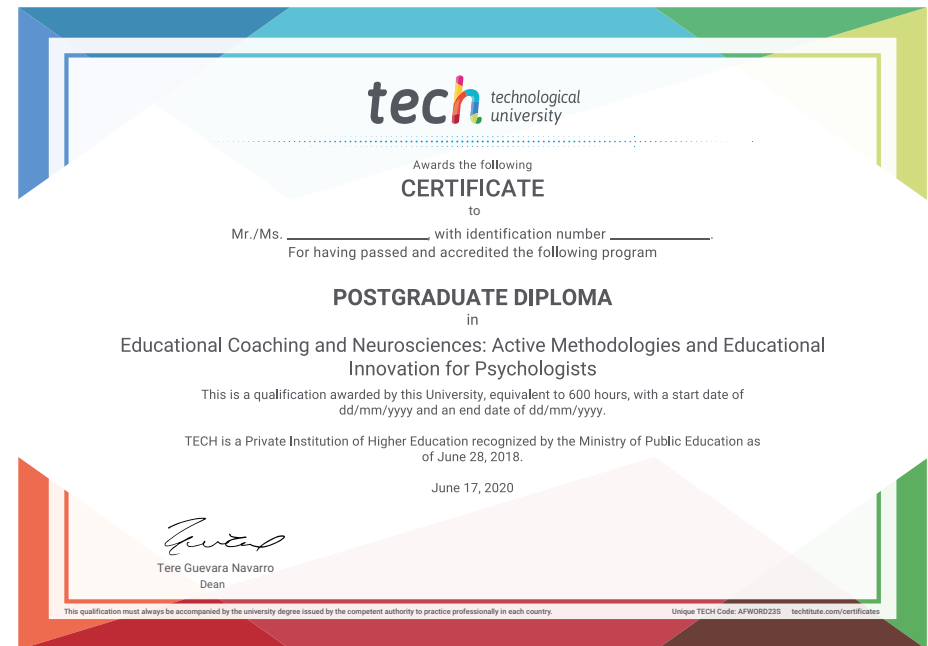 tech technological
university
Awards the following
CERTIFICATE
to
Mr./Ms. ____________________, with identification number ______________.
For having passed and accredited the following program
POSTGRADUATE DIPLOMA
in
Educational Coaching and Neurosciences: Active Methodologies and Educational
Innovation for Psychologists
This is a qualification awarded by this University, equivalent to 600 hours, with a start date of
dd/mm/yyyy and an end date of dd/mm/yyyy.
TECH is a Private Institution of Higher Education recognized by the Ministry of Public Education as
of June 28, 2018.
June 17, 2020
Tere Guevara Navarro
Dean
This qualification must always be accompanied by the university degree issued by the competent authority to practice professionally in each country.
Unique TECH Code: AFWORD23S techtitute.com/certificates